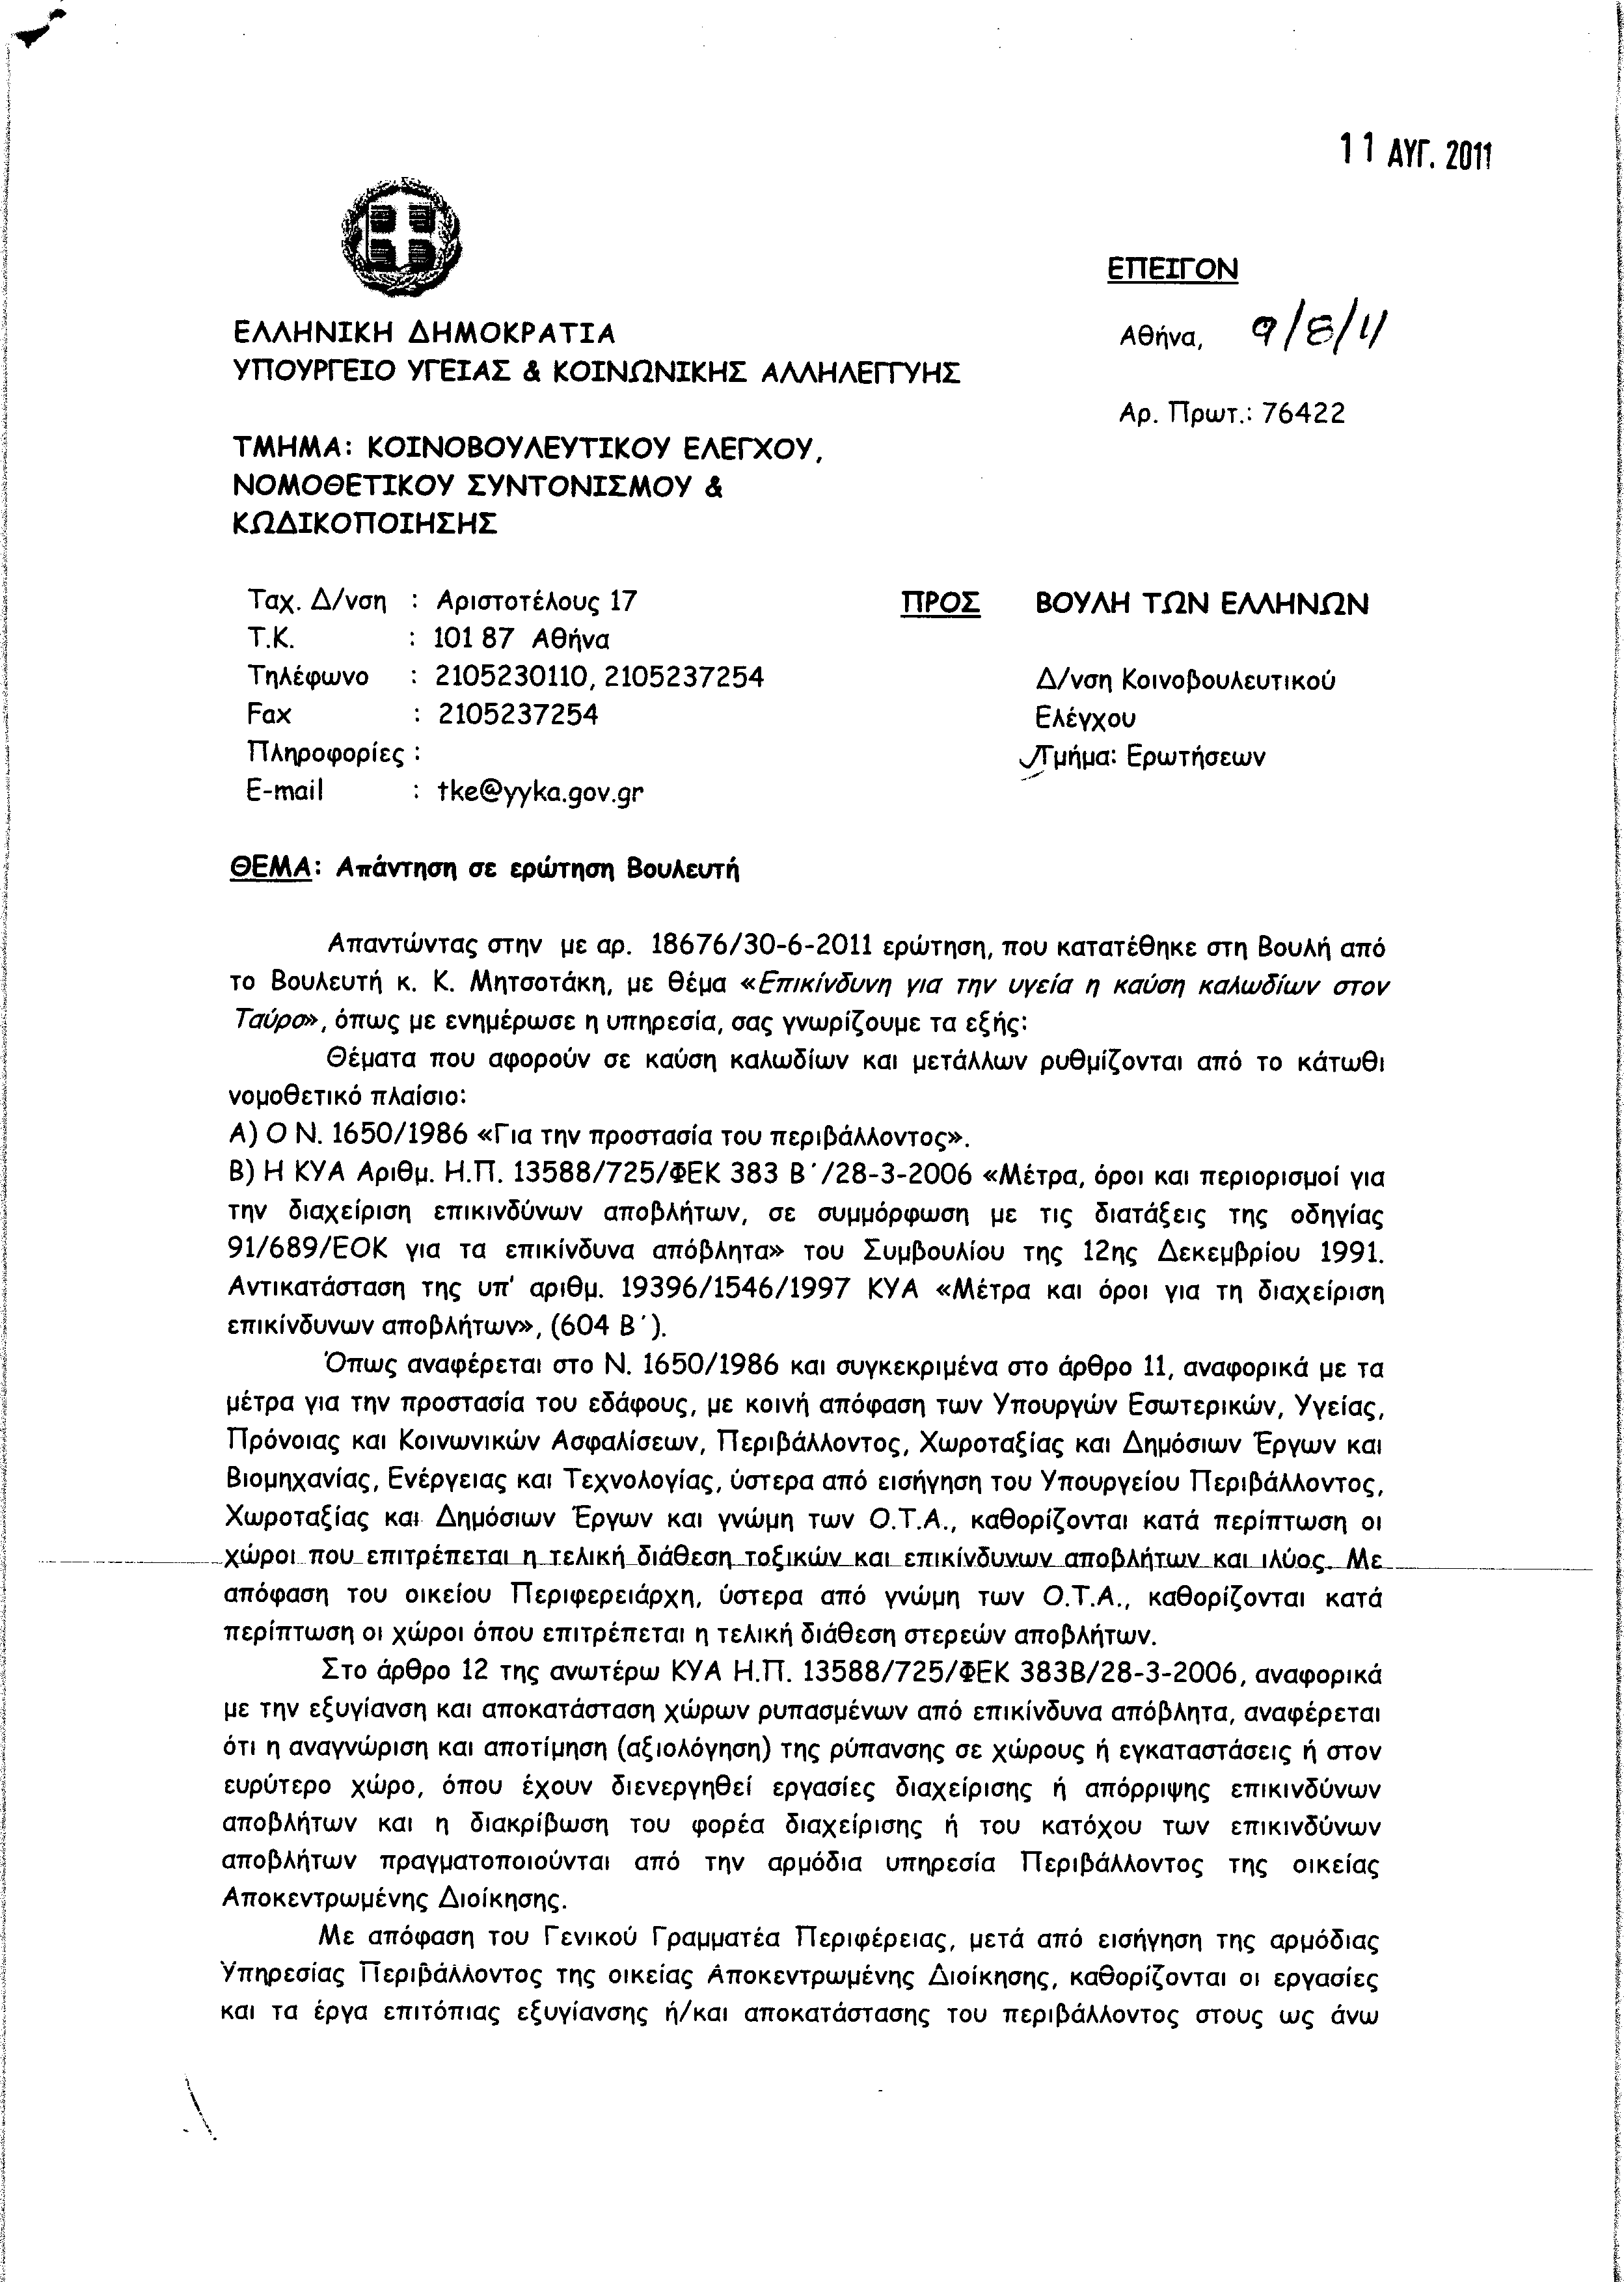 11 ΑΥΓ. 2011
ΕΠΕΙΓΟΝ
ΕΛΛΗΝΙΚΗ ΔΗΜΟΚΡΑΤΙΑ
ΥΠΟΥΡΓΕΙΟ ΥΓΕΙΑΣ & ΚΟΙΝΩΝΙΚΗΣ ΑΛΛΗΛΕΓΓΥΗΣ
Αθήνα, 9/8/11
Αρ. Πρωτ.: 76422
ΤΜΗΜΑ: ΚΟΙΝΟΒΟΥΛΕΥΤΙΚΟΥ ΕΛΕΓΧΟΥ,
ΝΟΜΟΘΕΤΙΚΟΥ ΣΥΝΤΟΝΙΣΜΟΥ &
ΚΩΔΙΚΟΠΟΙΗΣΗΣ
Ταχ. Δ/νση : Αριστοτέλους 17
Τ.Κ. : 101 87 Αθήνα
Τηλέφωνο : 2105230110, 2105237254
Fax : 2105237254
Πληροφορίες :
E-mail : tke@yyka.gov.gr
ΠΡΟΣ ΒΟΥΛΗ ΤΩΝ ΕΛΛΗΝΩΝ
Δ/νση Κοινοβουλευτικού
Ελέγχου
Τμήμα: Ερωτήσεων
ΘΕΜΑ: Απάντηση σε ερώτηση Βουλευτή
Απαντώντας στην με αρ. 18676/30-6-2011 ερώτηση, που κατατέθηκε στη Βουλή από
το Βουλευτή κ. Κ. Μητσοτάκη, με θέμα «Επικίνδυνη για την υγεία η καύση καλωδίων στον
Ταύρο», όπως με ενημέρωσε η υπηρεσία, σας γνωρίζουμε τα εξής:
Θέματα που αφορούν σε καύση καλωδίων και μετάλλων ρυθμίζονται από το κάτωθι
νομοθετικό πλαίσιο:
Α) Ο Ν. 1650/1986 «Για την προστασία του περιβάλλοντος».
Β) Η ΚΥΑ Αριθμ. Η.Π. 13588/725/ΦΕΚ 383 Β΄/28-3-2006 «Μέτρα, όροι και περιορισμοί για
την διαχείριση επικινδύνων αποβλήτων, σε συμμόρφωση με τις διατάξεις της οδηγίας
91/689/ΕΟΚ για τα επικίνδυνα απόβλητα» του Συμβουλίου της 12ης Δεκεμβρίου 1991.
Αντικατάσταση της υπ' αριθμ. 19396/1546/1997 ΚΥΑ «Μέτρα και όροι για τη διαχείριση
επικίνδυνων αποβλήτων», (604 Β΄).
Όπως αναφέρεται στο Ν. 1650/1986 και συγκεκριμένα στο άρθρο 11, αναφορικά με τα
μέτρα για την προστασία του εδάφους, με κοινή απόφαση των Υπουργών Εσωτερικών, Υγείας,
Πρόνοιας και Κοινωνικών Ασφαλίσεων, Περιβάλλοντος, Χωροταξίας και Δημόσιων Έργων και
Βιομηχανίας, Ενέργειας και Τεχνολογίας, ύστερα από εισήγηση του Υπουργείου Περιβάλλοντος,
Χωροταξίας και Δημόσιων Έργων και γνώμη των Ο.Τ.Α., καθορίζονται κατά περίπτωση οι
χώροι που επιτρέπεται η τελική διάθεση τοξικών και επικίνδυνων αποβλήτων και ιλύος. Με
απόφαση του οικείου Περιφερειάρχη, ύστερα από γνώμη των Ο.Τ.Α., καθορίζονται κατά
περίπτωση οι χώροι όπου επιτρέπεται η τελική διάθεση στερεών αποβλήτων.
Στο άρθρο 12 της ανωτέρω ΚΥΑ Η.Π. 13588/725/ΦΕΚ 383Β/28-3-2006, αναφορικά
με την εξυγίανση και αποκατάσταση χώρων ρυπασμένων από επικίνδυνα απόβλητα, αναφέρεται
ότι η αναγνώριση και αποτίμηση (αξιολόγηση) της ρύπανσης σε χώρους ή εγκαταστάσεις ή στον
ευρύτερο χώρο, όπου έχουν διενεργηθεί εργασίες διαχείρισης ή απόρριψης επικινδύνων
αποβλήτων και η διακρίβωση του φορέα διαχείρισης ή του κατόχου των επικινδύνων
αποβλήτων πραγματοποιούνται από την αρμόδια υπηρεσία Περιβάλλοντος της οικείας
Αποκεντρωμένης Διοίκησης.
Με απόφαση του Γενικού Γραμματέα Περιφέρειας, μετά από εισήγηση της αρμόδιας
Υπηρεσίας Περιβάλλοντος της οικείας Αποκεντρωμένης Διοίκησης, καθορίζονται οι εργασίες
και τα έργα επιτόπιας εξυγίανσης ή/και αποκατάστασης του περιβάλλοντος στους ως άνω